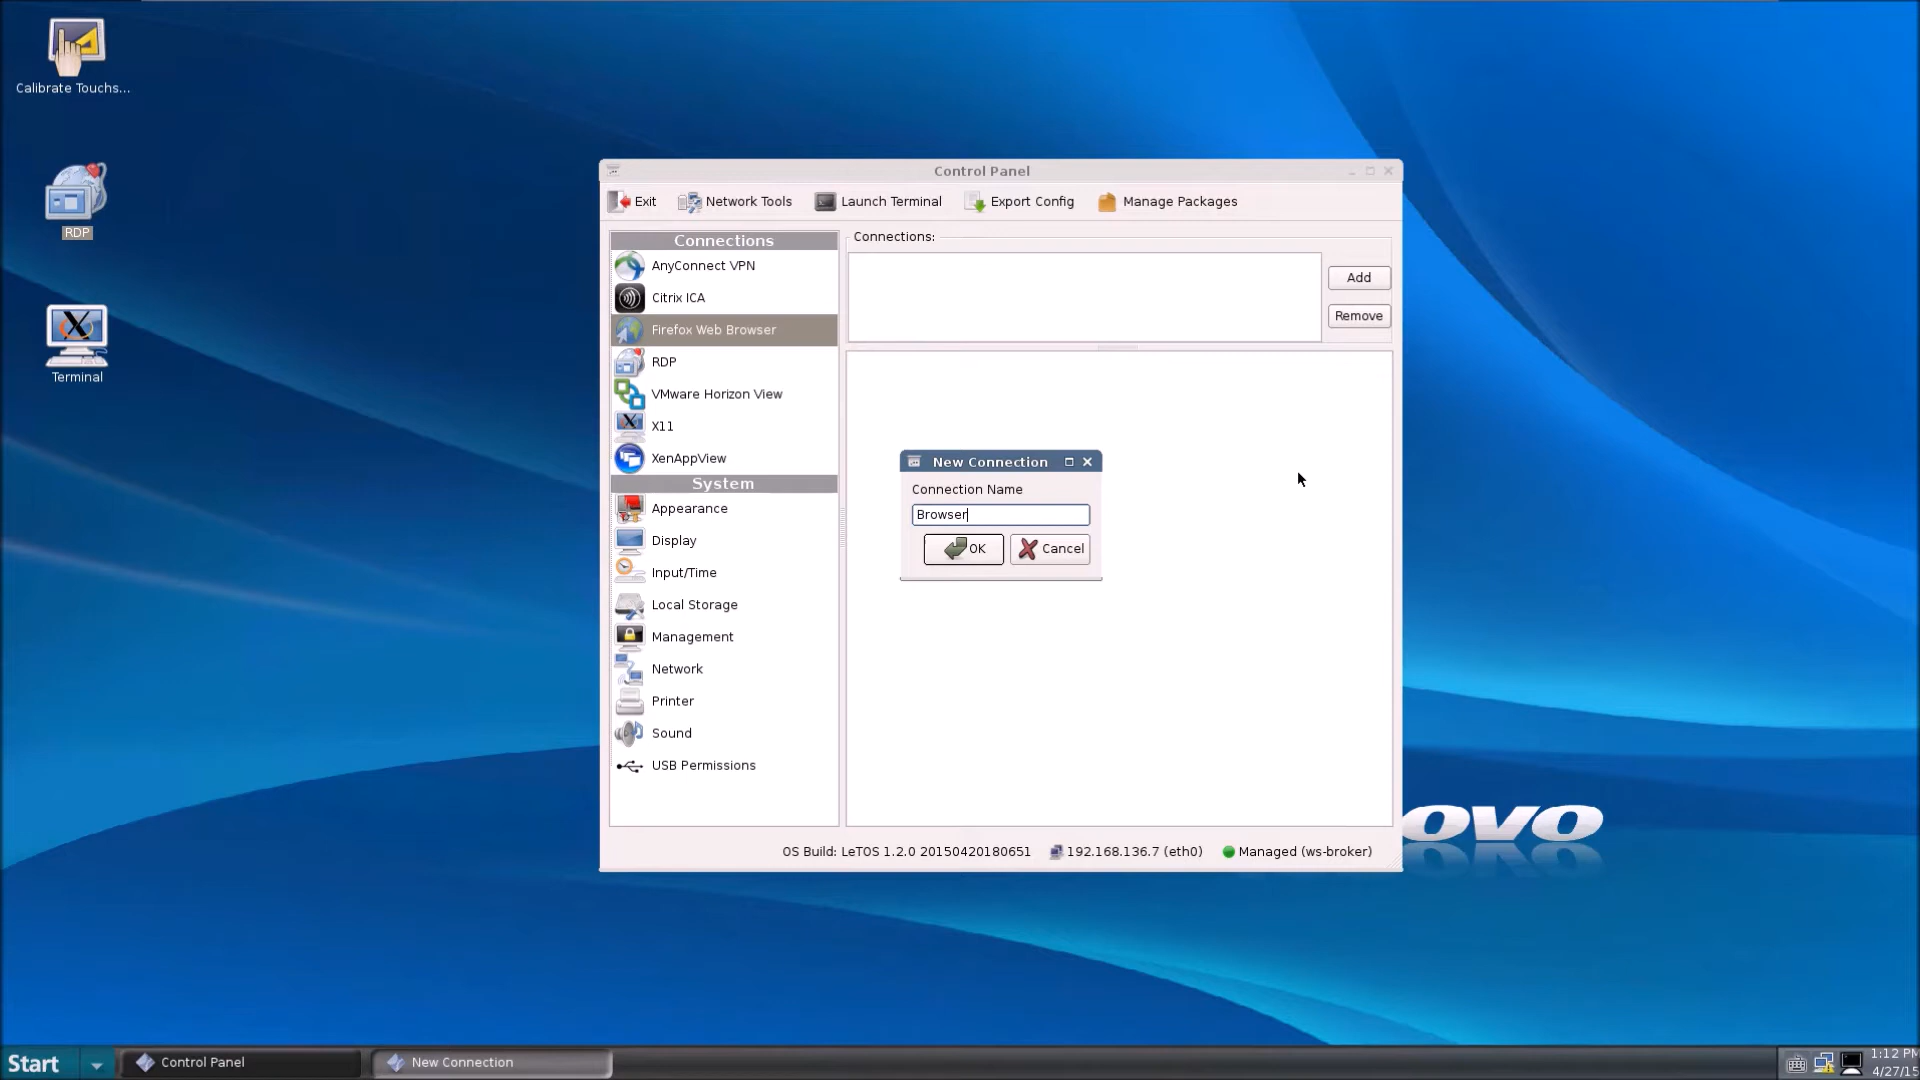 Calibrate Touchs...
RDP
Terminal
Control Panel
Exit
Network Tools
Launch Terminal
Export Config
Manage Packages
Connections
AnyConnect VPN
Citrix ICA
Firefox Web Browser
RDP
VMware Horizon View
X11
XenAppView
System
Appearance
Display
Input/Time
Local Storage
Management
Network
Printer
Sound
USB Permissions
Connections:
Add
Remove
New Connection
Connection Name
Browser
OK
Cancel
OS Build: LeTOS 1.2.0 20150420180651
192.168.136.7 (eth0)
Managed (ws-broker)
ovo
Start
Control Panel
New Connection
1:12 PM
4/27/15